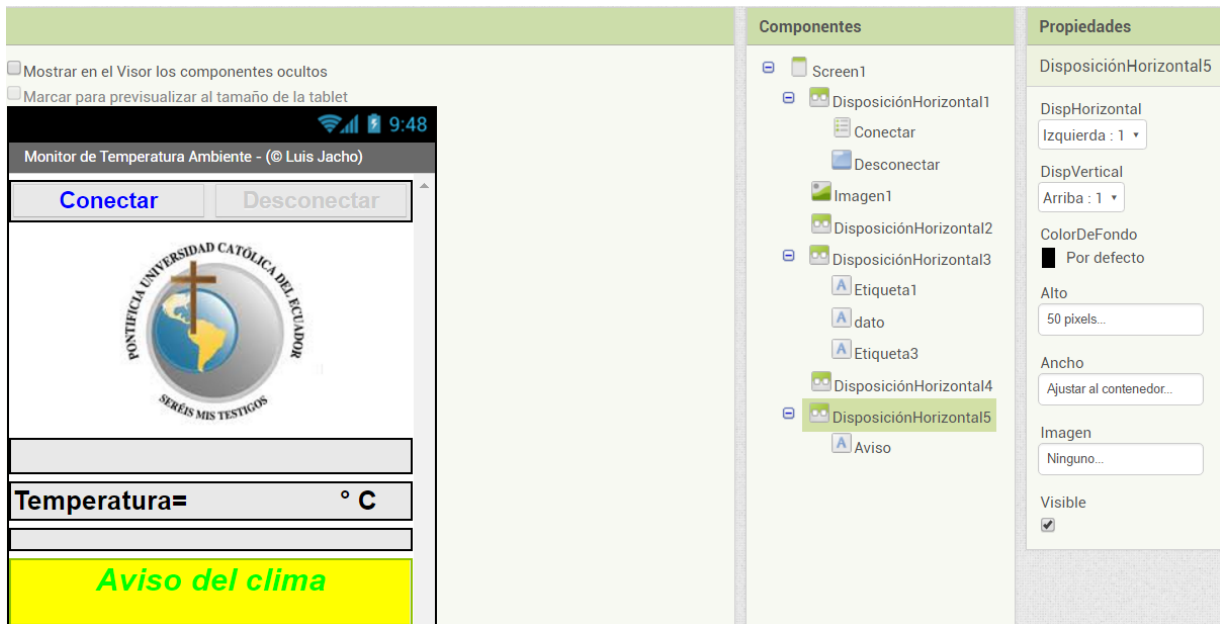 Mostrar en el Visor los componentes ocultos
Marcar para previsualizar al tamaño de la tablet
9:48
Monitor de Temperatura Ambiente - (© Luis Jacho)
Conectar
Desconectar
PONTIFICIA UNIVERSIDAD CATÓLICA DEL ECUADOR
SERÉIS MIS TESTIGOS
Temperatura= ° C
Aviso del clima
Componentes
Screen1
DisposiciónHorizontal1
Conectar
Desconectar
Imagen1
DisposiciónHorizontal2
DisposiciónHorizontal3
Etiqueta1
dato
Etiqueta3
DisposiciónHorizontal4
DisposiciónHorizontal5
Aviso
Propiedades
DisposiciónHorizontal5
DispHorizontal
Izquierda : 1
DispVertical
Arriba : 1
ColorDeFondo
Por defecto
Alto
50 pixels...
Ancho
Ajustar al contenedor...
Imagen
Ninguno...
Visible